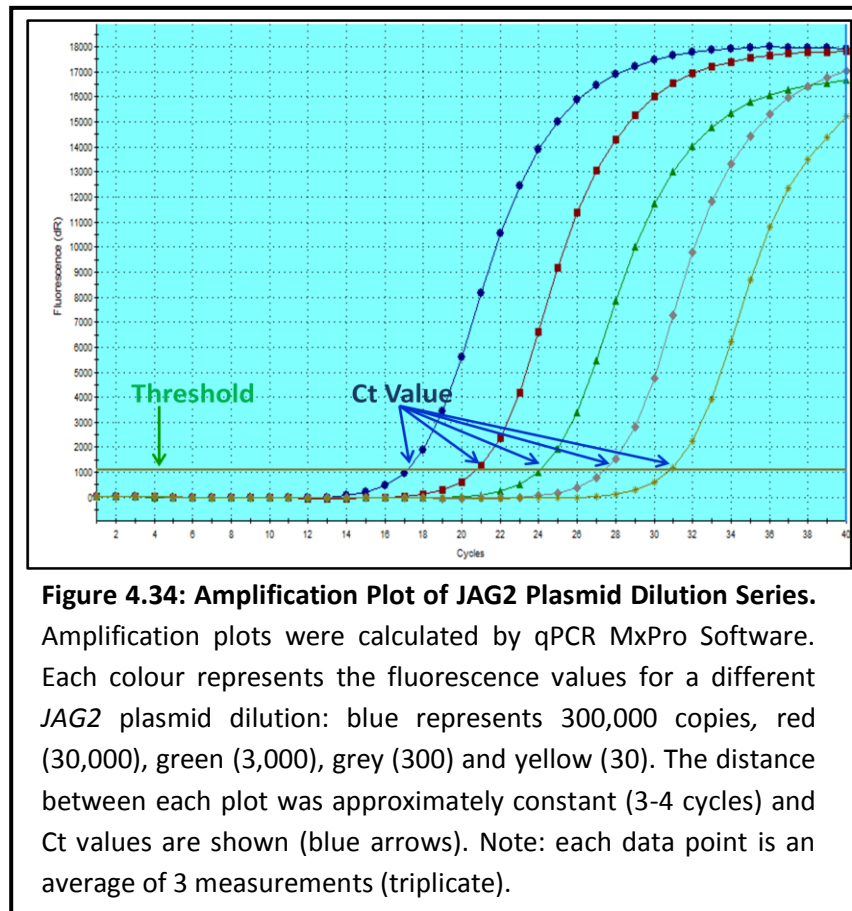 18000
17000
16000
15000
14000
13000
12000
11000
10000
9000
8000
7000
6000
5000
4000
3000
2000
1000
0
Fluorescence (dR)
Threshold
Ct Value
2 4 6 8 10 12 14 16 18 20 22 24 26 28 30 32 34 36 38 40
Cycles
Figure 4.34: Amplification Plot of JAG2 Plasmid Dilution Series.
Amplification plots were calculated by qPCR MxPro Software.
Each colour represents the fluorescence values for a different
JAG2 plasmid dilution: blue represents 300,000 copies, red
(30,000), green (3,000), grey (300) and yellow (30). The distance
between each plot was approximately constant (3-4 cycles) and
Ct values are shown (blue arrows). Note: each data point is an
average of 3 measurements (triplicate).